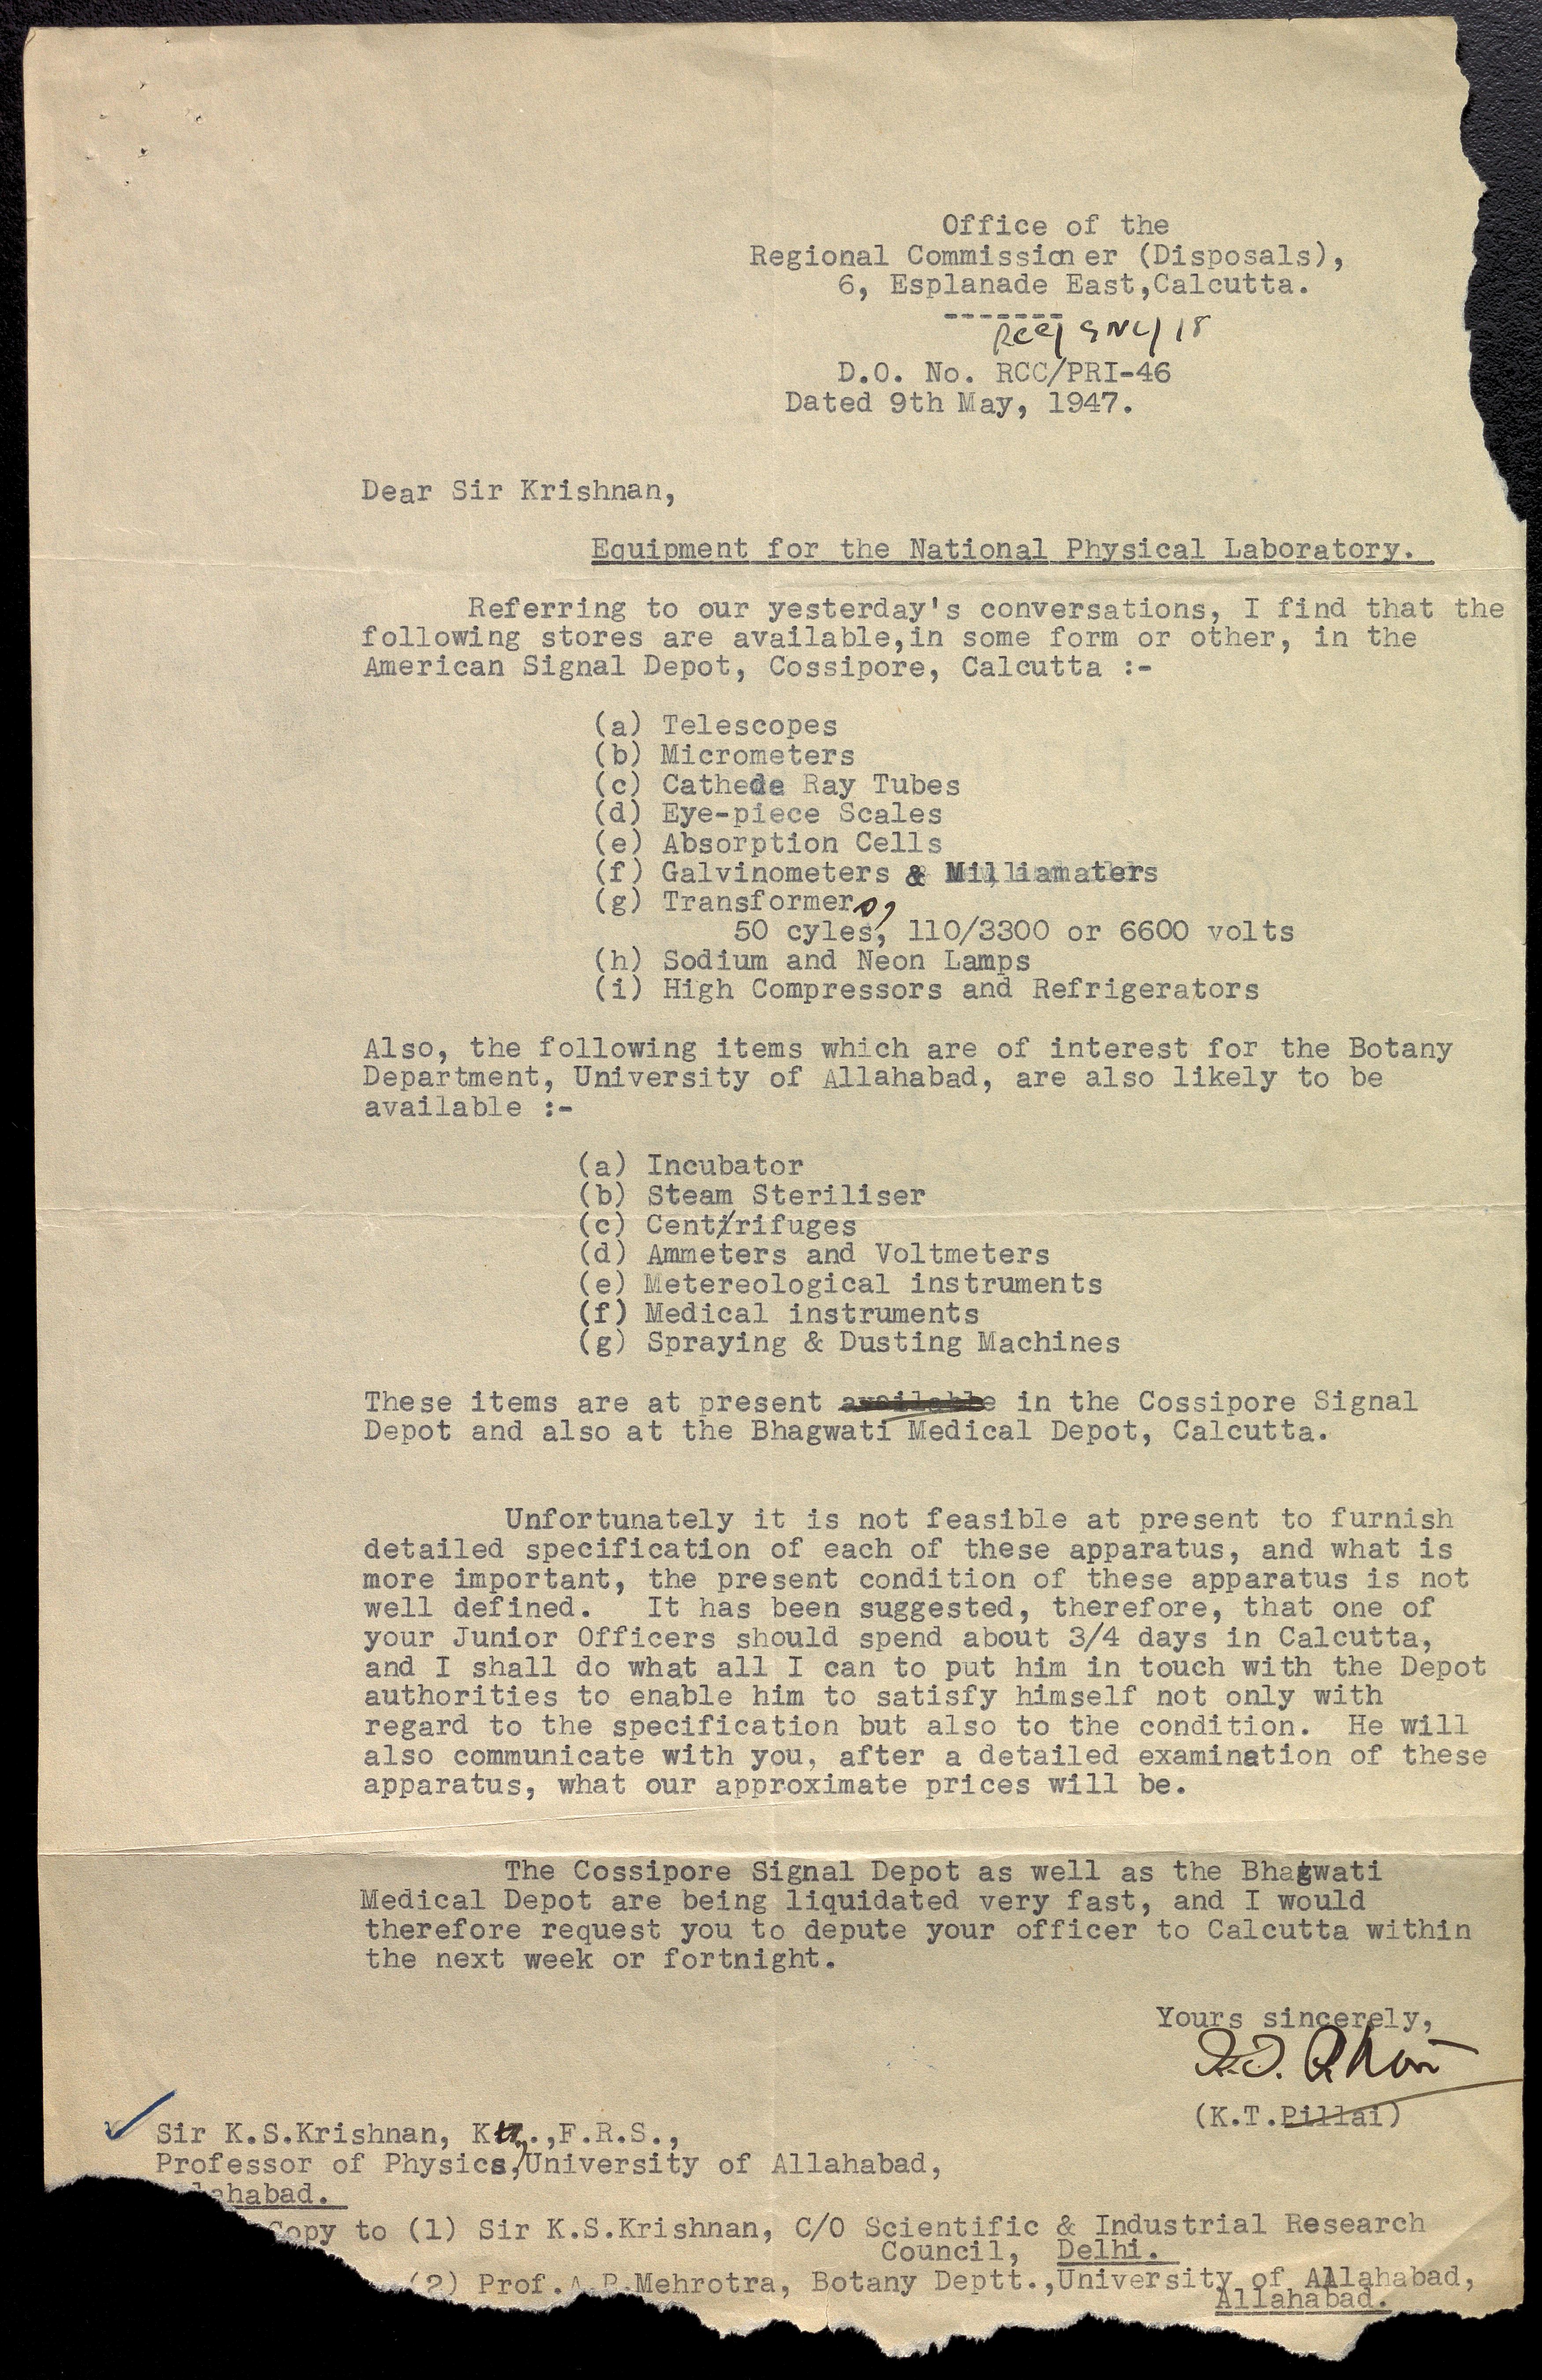 Office of the
Regional Commissioner (Disposals),
6, Esplanade East,Calcutta.
-------
D.O. No. RCC/PRI-46
Dated 9th May, 1947.
Dear Sir Krishnan,
Equipment for the National Physical Laboratory.
Referring to our yesterday's conversations, I find that the
following stores are available,in some form or other, in the
American Signal Depot, Cossipore, Calcutta :-
(a) Telescopes
(b) Micrometers
(c) Cathede Ray Tubes
(d) Eye-piece Scales
(e) Absorption Cells
(f) Galvinometers & Milliamaters
(g) Transformers,
50 cyles, 110/3300 or 6600 volts
(h) Sodium and Neon Lamps
(i) High Compressors and Refrigerators
Also, the following items which are of interest for the Botany
Department, University of Allahabad, are also likely to be
available :-
(a) Incubator
(b) Steam Steriliser
(c) Centrifuges
(d) Ammeters and Voltmeters
(e) Metereological instruments
(f) Medical instruments
(g) Spraying & Dusting Machines
These items are at present available in the Cossipore Signal
Depot and also at the Bhagwati Medical Depot, Calcutta.
Unfortunately it is not feasible at present to furnish
detailed specification of each of these apparatus, and what is
more important, the present condition of these apparatus is not
well defined. It has been suggested, therefore, that one of
your Junior Officers should spend about 3/4 days in Calcutta,
and I shall do what all I can to put him in touch with the Depot
authorities to enable him to satisfy himself not only with
regard to the specification but also to the condition. He will
also communicate with you, after a detailed examination of these
apparatus, what our approximate prices will be.
The Cossipore Signal Depot as well as the Bhagwati
Medical Depot are being liquidated very fast, and I would
therefore request you to depute your officer to Calcutta within
the next week or fortnight.
Yours sincerely,
(K.T.Pillai)
Sir K.S.Krishnan, Kt.,F.R.S.,
Professor of Physics,University of Allahabad,
lahabad.
Copy to (1) Sir K.S.Krishnan, C/O Scientific & Industrial Research
Council, Delhi.
(2) Prof. Mehrotra, Botany Deptt.,University of Allahabad,
Allahabad.